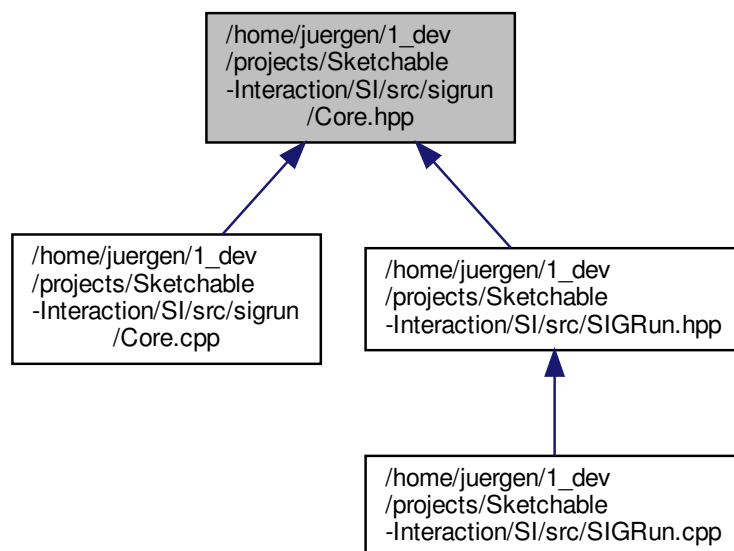 /home/juergen/1_dev
/projects/Sketchable
-Interaction/SI/src/sigrun
/Core.hpp
/home/juergen/1_dev
/projects/Sketchable
-Interaction/SI/src/sigrun
/Core.cpp
/home/juergen/1_dev
/projects/Sketchable
-Interaction/SI/src/SIGRun.hpp
/home/juergen/1_dev
/projects/Sketchable
-Interaction/SI/src/SIGRun.cpp